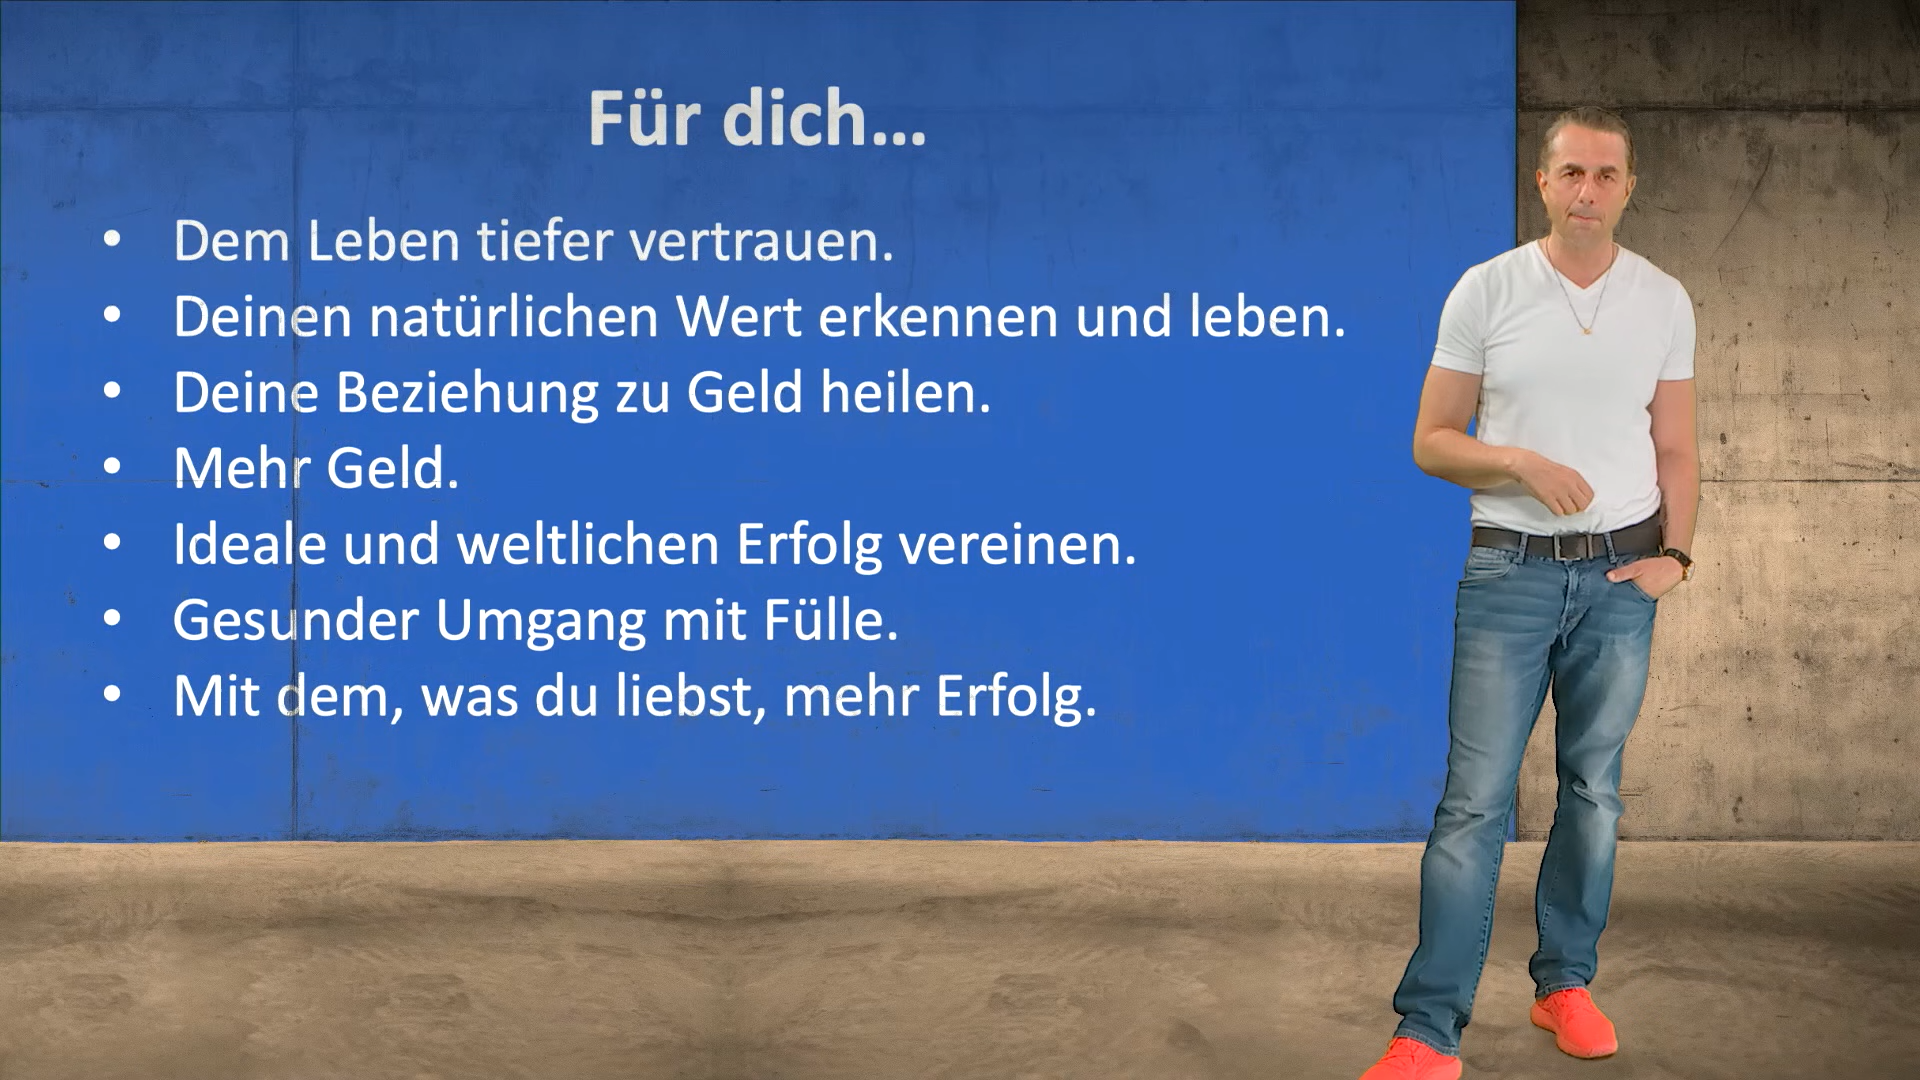 Für dich...
• Dem Leben tiefer vertrauen.
• Deinen natürlichen Wert erkennen und leben.
• Deine Beziehung zu Geld heilen.
• Mehr Geld.
• Ideale und weltlichen Erfolg vereinen.
• Gesunder Umgang mit Fülle.
• Mit dem, was du liebst, mehr Erfolg.